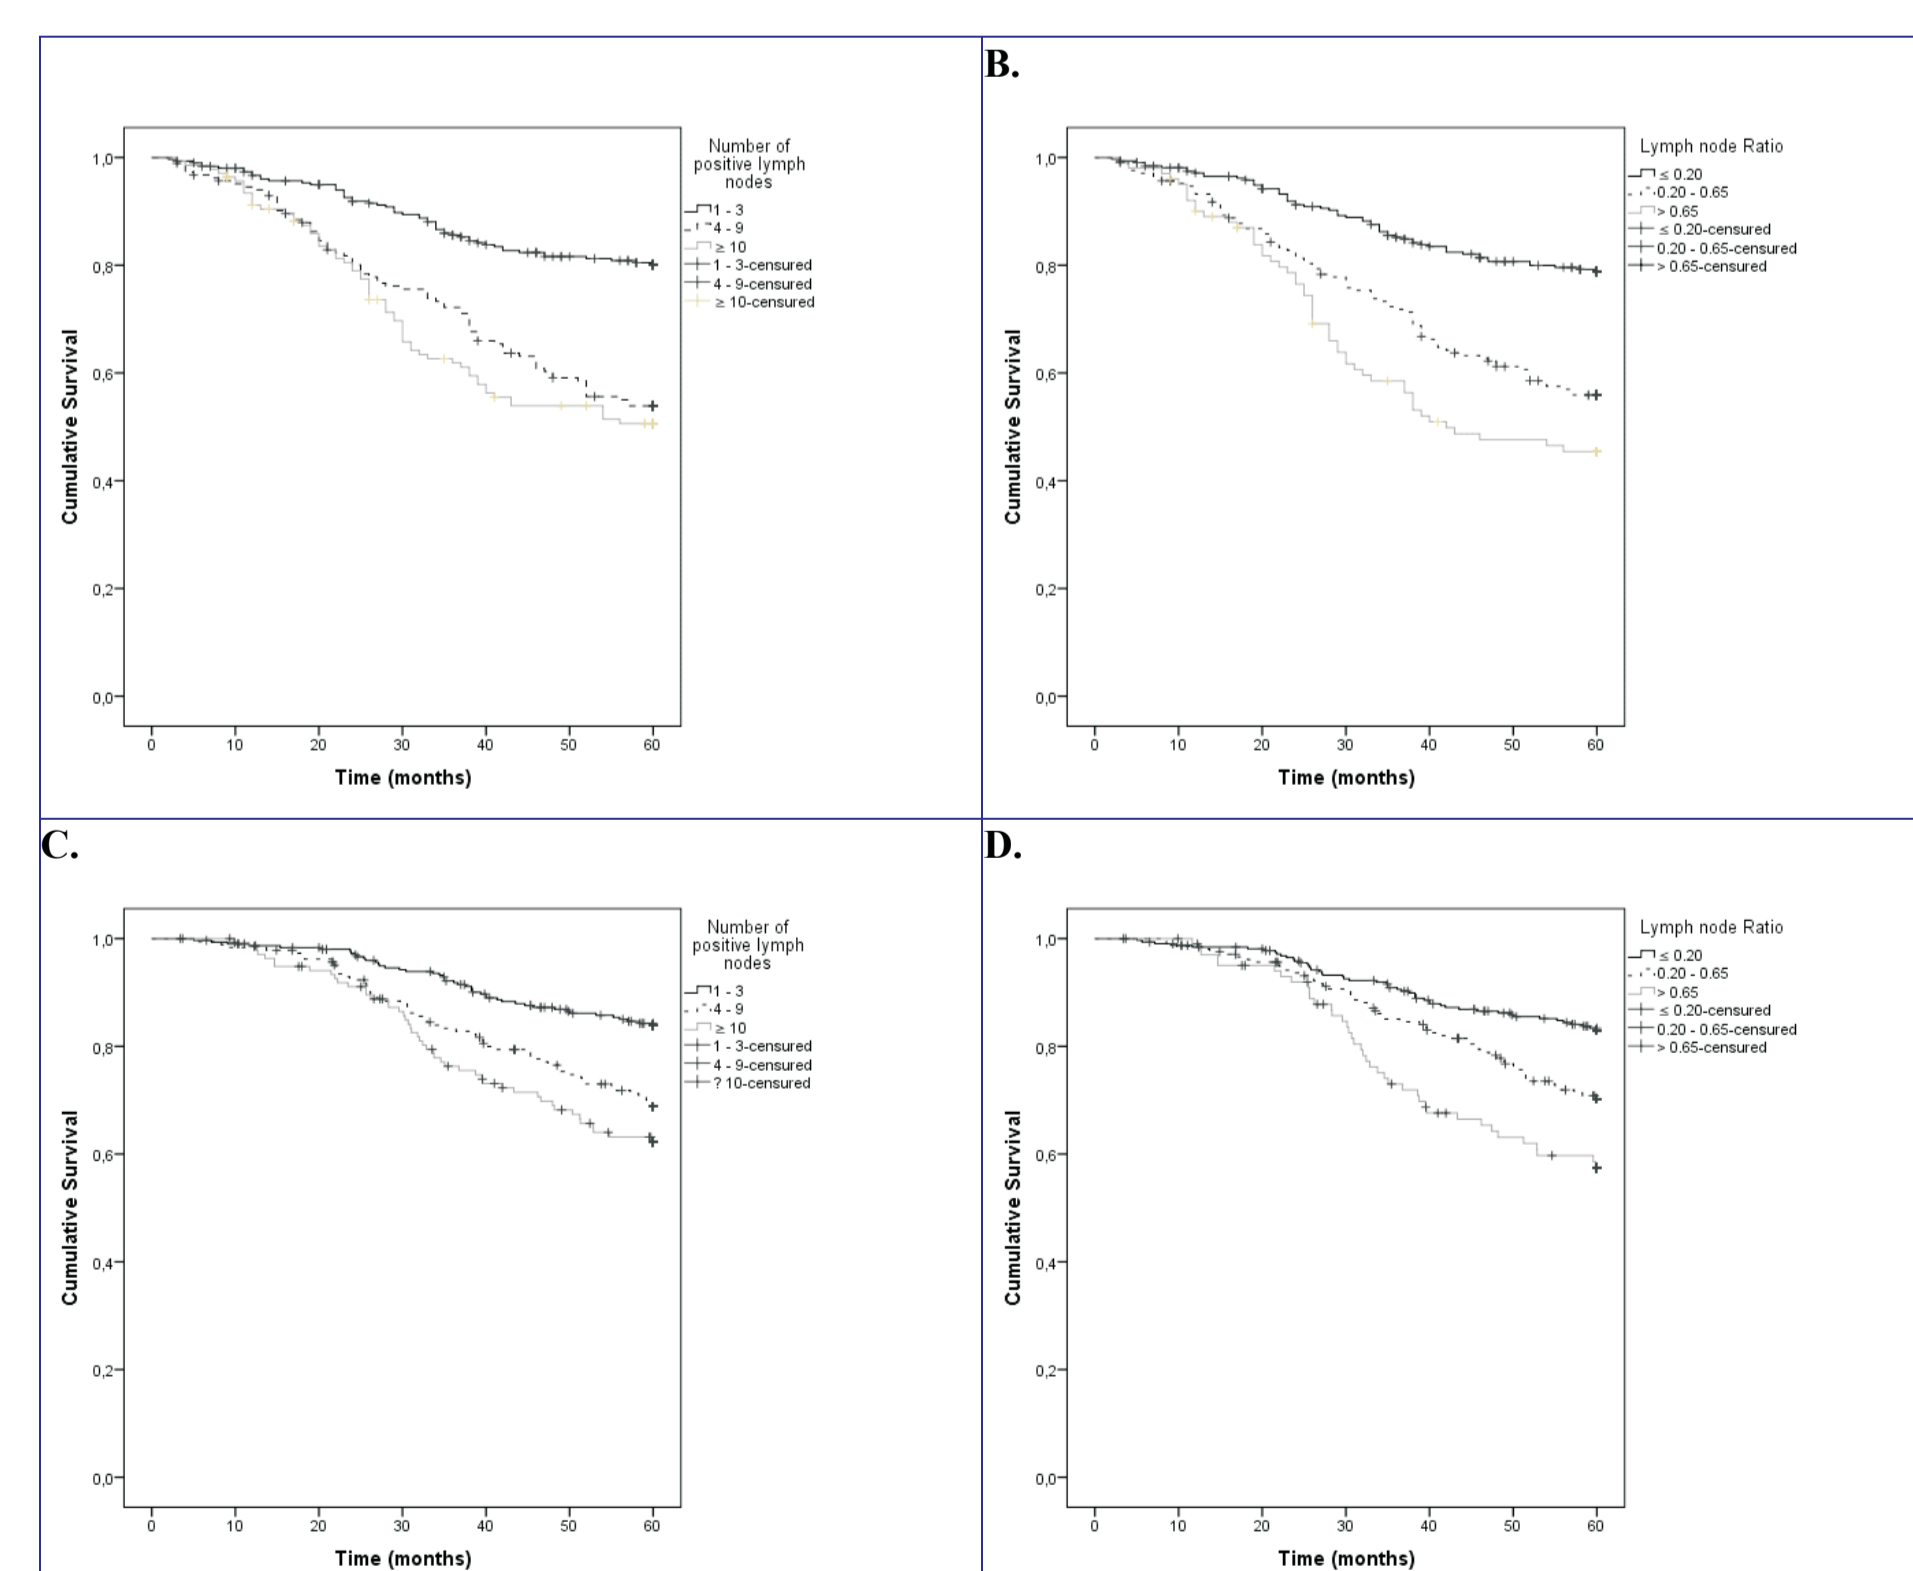 Number of
positive lymph
nodes
1 - 3
4 - 9
≥ 10
1 - 3-censured
4 - 9-censured
≥ 10-censured
Cumulative Survival
1,0
0,8
0,6
0,4
0,2
0,0
0 10 20 30 40 50 60
Time (months)
B.
Lymph node Ratio
≤ 0.20
0.20 - 0.65
> 0.65
≤ 0.20-censured
0.20 - 0.65-censured
> 0.65-censured
Cumulative Survival
1,0
0,8
0,6
0,4
0,2
0,0
0 10 20 30 40 50 60
Time (months)
C.
Number of
positive lymph
nodes
1 - 3
4 - 9
≥ 10
1 - 3-censured
4 - 9-censured
? 10-censured
Cumulative Survival
1,0
0,8
0,6
0,4
0,2
0,0
0 10 20 30 40 50 60
Time (months)
D.
Lymph node Ratio
≤ 0.20
0.20 - 0.65
> 0.65
≤ 0.20-censured
0.20 - 0.65-censured
> 0.65-censured
Cumulative Survival
1,0
0,8
0,6
0,4
0,2
0,0
0 10 20 30 40 50 60
Time (months)